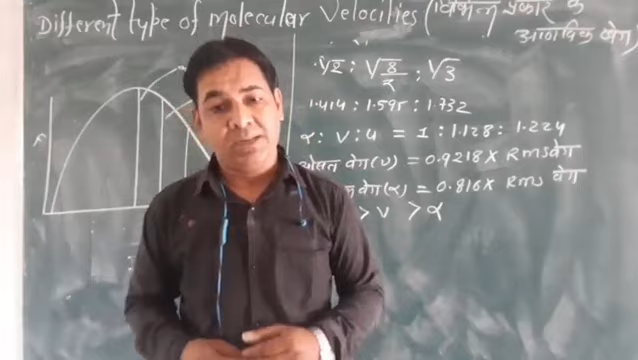 Different type of molecular Velocities (विभिन्न प्रकार के
आणविक वेग)
√2 : √8/π : √3
1.414 : 1.595 : 1.732
α : v : u = 1 : 1.128 : 1.224
औसत वेग (v) = 0.9218 x Rms वेग
वेग (α) = 0.816 x Rms वेग
> v > α